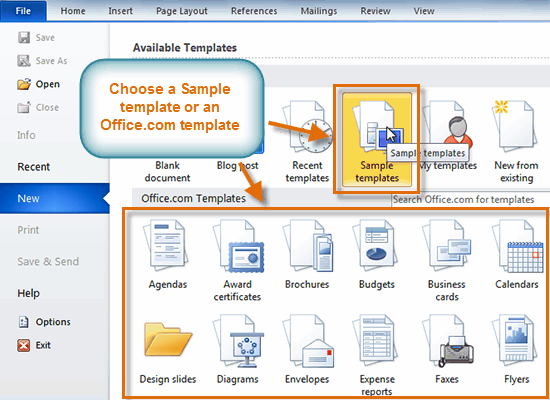 File Home Insert Page Layout References Mailings Review View
Save
Save As
Open
Close
Info
Recent
New
Print
Save & Send
Help
Options
Exit
Available Templates
Choose a Sample
template or an
Office.com template
Blank
document
Blog post
Recent
templates
Sample
templates
My templates
New from
existing
Sample templates
Office.com Templates
Search Office.com for templates
Agendas
Award
certificates
Brochures
Budgets
Business
cards
Calendars
Design slides
Diagrams
Envelopes
Expense
reports
Faxes
Flyers